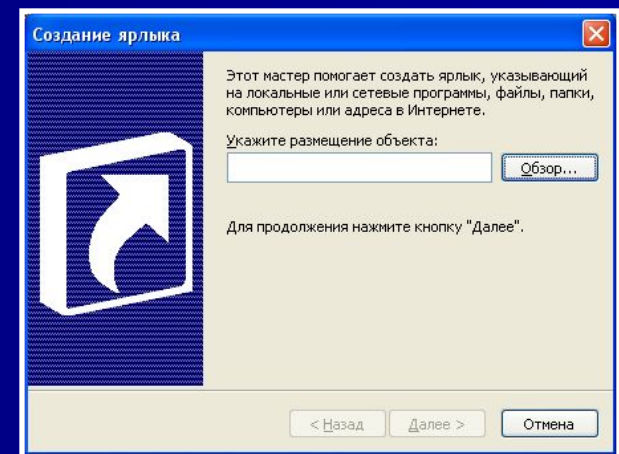 Создание ярлыка
Этот мастер помогает создать ярлык, указывающий
на локальные или сетевые программы, файлы, папки,
компьютеры или адреса в Интернете.
Укажите размещение объекта:
Обзор...
Для продолжения нажмите кнопку "Далее".
< Назад Далее > Отмена